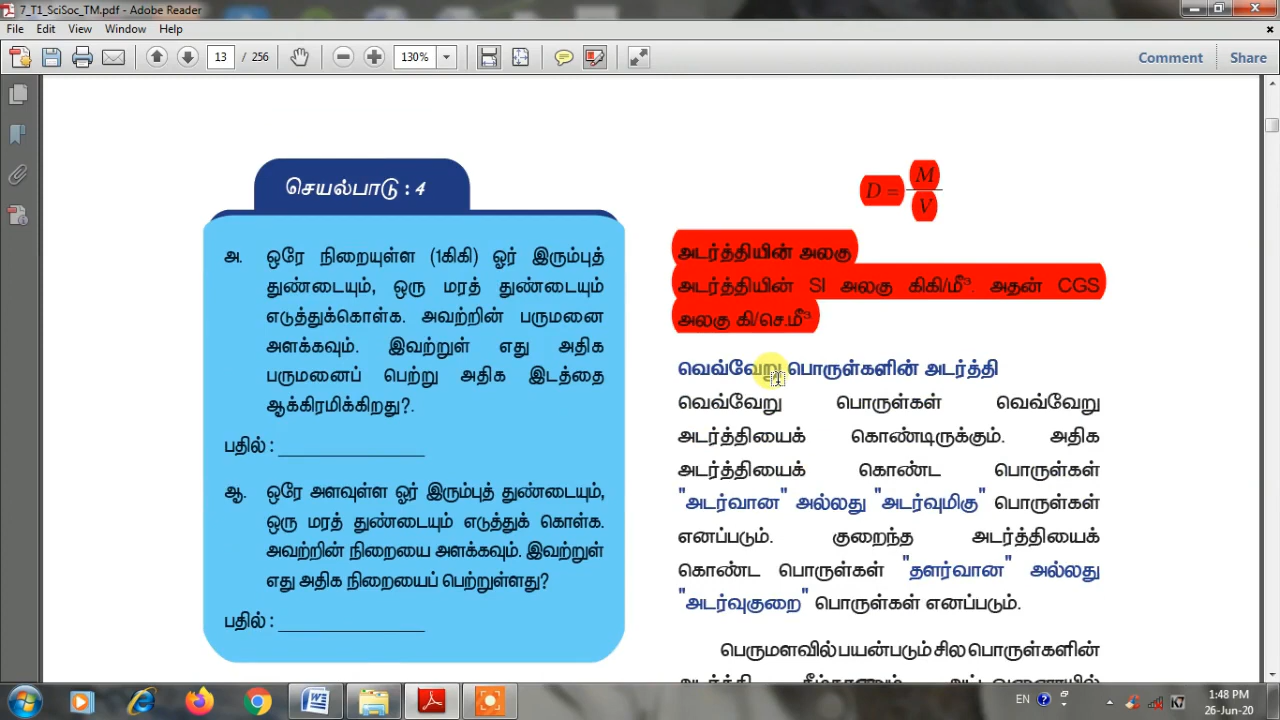 7_T1_SciSoc_TM.pdf - Adobe Reader
File Edit View Window Help
13 / 256 130% Comment Share
செயல்பாடு : 4
அ. ஒரே நிறையுள்ள (1கிகி) ஓர் இரும்புத்
துண்டையும், ஒரு மரத் துண்டையும்
எடுத்துக்கொள்க. அவற்றின் பருமனை
அளக்கவும். இவற்றுள் எது அதிக
பருமனைப் பெற்று அதிக இடத்தை
ஆக்கிரமிக்கிறது?.
பதில் : ________________
ஆ. ஒரே அளவுள்ள ஓர் இரும்புத் துண்டையும்,
ஒரு மரத் துண்டையும் எடுத்துக் கொள்க.
அவற்றின் நிறையை அளக்கவும். இவற்றுள்
எது அதிக நிறையைப் பெற்றுள்ளது?
பதில் : ________________
D = M
V
அடர்த்தியின் அலகு
அடர்த்தியின் SI அலகு கிகி/மீ³. அதன் CGS
அலகு கி/செ.மீ³
வெவ்வேறு பொருள்களின் அடர்த்தி
வெவ்வேறு பொருள்கள் வெவ்வேறு
அடர்த்தியைக் கொண்டிருக்கும். அதிக
அடர்த்தியைக் கொண்ட பொருள்கள்
"அடர்வான" அல்லது "அடர்வுமிகு" பொருள்கள்
எனப்படும். குறைந்த அடர்த்தியைக்
கொண்ட பொருள்கள் "தளர்வான" அல்லது
"அடர்வுகுறை" பொருள்கள் எனப்படும்.
பெருமளவில் பயன்படும் சில பொருள்களின்
EN 1:48 PM
26-Jun-20